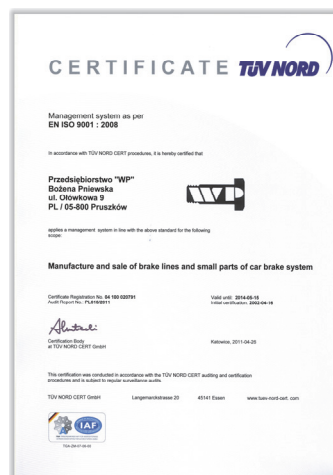 CERTIFICATE TÜV NORD
Management system as per
EN ISO 9001 : 2008
In accordance with TÜV NORD CERT procedures, it is hereby certified that
Przedsiębiorstwo "WP"
Bożena Pniewska
ul. Ołówkowa 9
PL / 05-800 Pruszków
WP
applies a management system in line with the above standard for the following
scope:
Manufacture and sale of brake lines and small parts of car brake system
Certificate Registration No. 04 100 020791
Audit Report No.:
Valid until: 2014-05-15
Initial certification:
Certification Body
at TÜV NORD CERT GmbH
Katowice, 2011-04-26
This certification was conducted in accordance with the TÜV NORD CERT auditing and certification
procedures and is subject to regular surveillance audits.
TÜV NORD CERT GmbH Langemarckstrasse 20 45141 Essen www.tuev-nord-cert.com
IAF